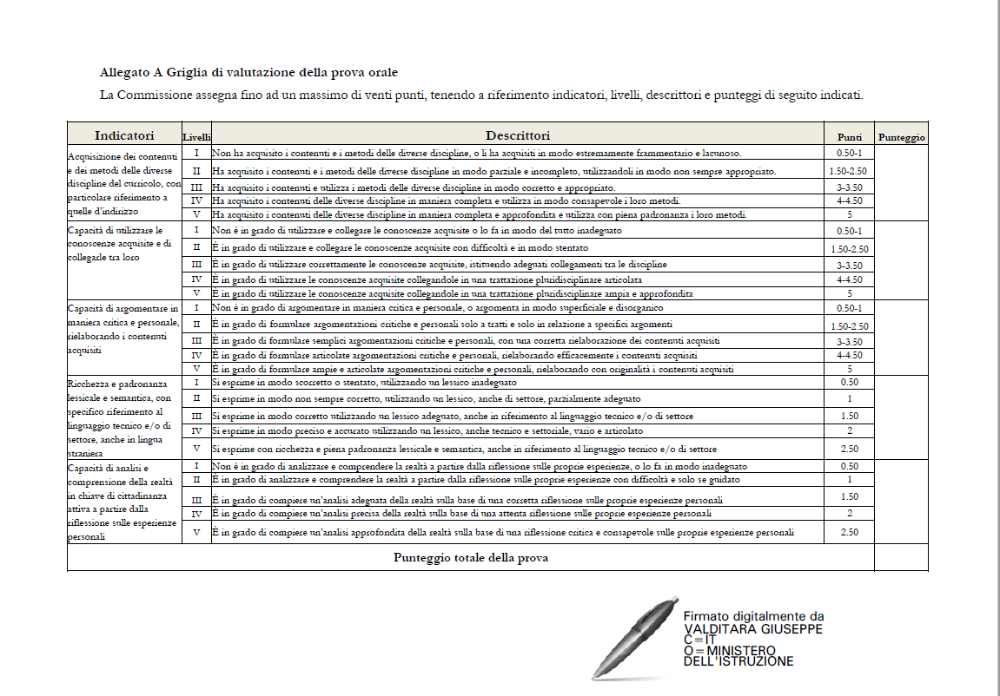 Allegato A Griglia di valutazione della prova orale
La Commissione assegna fino ad un massimo di venti punti, tenendo a riferimento indicatori, livelli, descrittori e punteggi di seguito indicati.
Indicatori Livelli Descrittori Punti Punteggio
Acquisizione dei contenuti
e dei metodi delle diverse
discipline del curricolo, con
particolare riferimento a
quelle d'indirizzo
I Non ha acquisito i contenuti e i metodi delle diverse discipline, o li ha acquisiti in modo estremamente frammentario e lacunoso. 0.50-1
II Ha acquisito i contenuti e i metodi delle diverse discipline in modo parziale e incompleto, utilizzandoli in modo non sempre appropriato. 1.50-2.50
III Ha acquisito i contenuti e utilizza i metodi delle diverse discipline in modo corretto e appropriato. 3-3.50
IV Ha acquisito i contenuti delle diverse discipline in maniera completa e utilizza in modo consapevole i loro metodi. 4-4.50
V Ha acquisito i contenuti delle diverse discipline in maniera completa e approfondita e utilizza con piena padronanza i loro metodi. 5
Capacità di utilizzare le
conoscenze acquisite e di
collegarle tra loro
I Non è in grado di utilizzare e collegare le conoscenze acquisite o lo fa in modo del tutto inadeguato 0.50-1
II È in grado di utilizzare e collegare le conoscenze acquisite con difficoltà e in modo stentato 1.50-2.50
III È in grado di utilizzare correttamente le conoscenze acquisite, istituendo adeguati collegamenti tra le discipline 3-3.50
IV È in grado di utilizzare le conoscenze acquisite collegandole in una trattazione pluridisciplinare articolata 4-4.50
V È in grado di utilizzare le conoscenze acquisite collegandole in una trattazione pluridisciplinare ampia e approfondita 5
Capacità di argomentare in
maniera critica e personale,
rielaborando i contenuti
acquisiti
I Non è in grado di argomentare in maniera critica e personale, o argomenta in modo superficiale e disorganico 0.50-1
II È in grado di formulare argomentazioni critiche e personali solo a tratti e solo in relazione a specifici argomenti 1.50-2.50
III È in grado di formulare semplici argomentazioni critiche e personali, con una corretta rielaborazione dei contenuti acquisiti 3-3.50
IV È in grado di formulare articolate argomentazioni critiche e personali, rielaborando efficacemente i contenuti acquisiti 4-4.50
V È in grado di formulare ampie e articolate argomentazioni critiche e personali, rielaborando con originalità i contenuti acquisiti 5
Ricchezza e padronanza
lessicale e semantica, con
specifico riferimento al
linguaggio tecnico e/o di
settore, anche in lingua
straniera
I Si esprime in modo scorretto o stentato, utilizzando un lessico inadeguato 0.50
II Si esprime in modo non sempre corretto, utilizzando un lessico, anche di settore, parzialmente adeguato 1
III Si esprime in modo corretto utilizzando un lessico adeguato, anche in riferimento al linguaggio tecnico e/o di settore 1.50
IV Si esprime in modo preciso e accurato utilizzando un lessico, anche tecnico e settoriale, vario e articolato 2
V Si esprime con ricchezza e piena padronanza lessicale e semantica, anche in riferimento al linguaggio tecnico e/o di settore 2.50
Capacità di analisi e
comprensione della realtà
in chiave di cittadinanza
attiva a partire dalla
riflessione sulle esperienze
personali
I Non è in grado di analizzare e comprendere la realtà a partire dalla riflessione sulle proprie esperienze, o lo fa in modo inadeguato 0.50
II È in grado di analizzare e comprendere la realtà a partire dalla riflessione sulle proprie esperienze con difficoltà e solo se guidato 1
III È in grado di compiere un'analisi adeguata della realtà sulla base di una corretta riflessione sulle proprie esperienze personali 1.50
IV È in grado di compiere un'analisi precisa della realtà sulla base di una attenta riflessione sulle proprie esperienze personali 2
V È in grado di compiere un'analisi approfondita della realtà sulla base di una riflessione critica e consapevole sulle proprie esperienze personali 2.50
Punteggio totale della prova
Firmato digitalmente da
VALDITARA GIUSEPPE
C=IT
O=MINISTERO
DELL'ISTRUZIONE